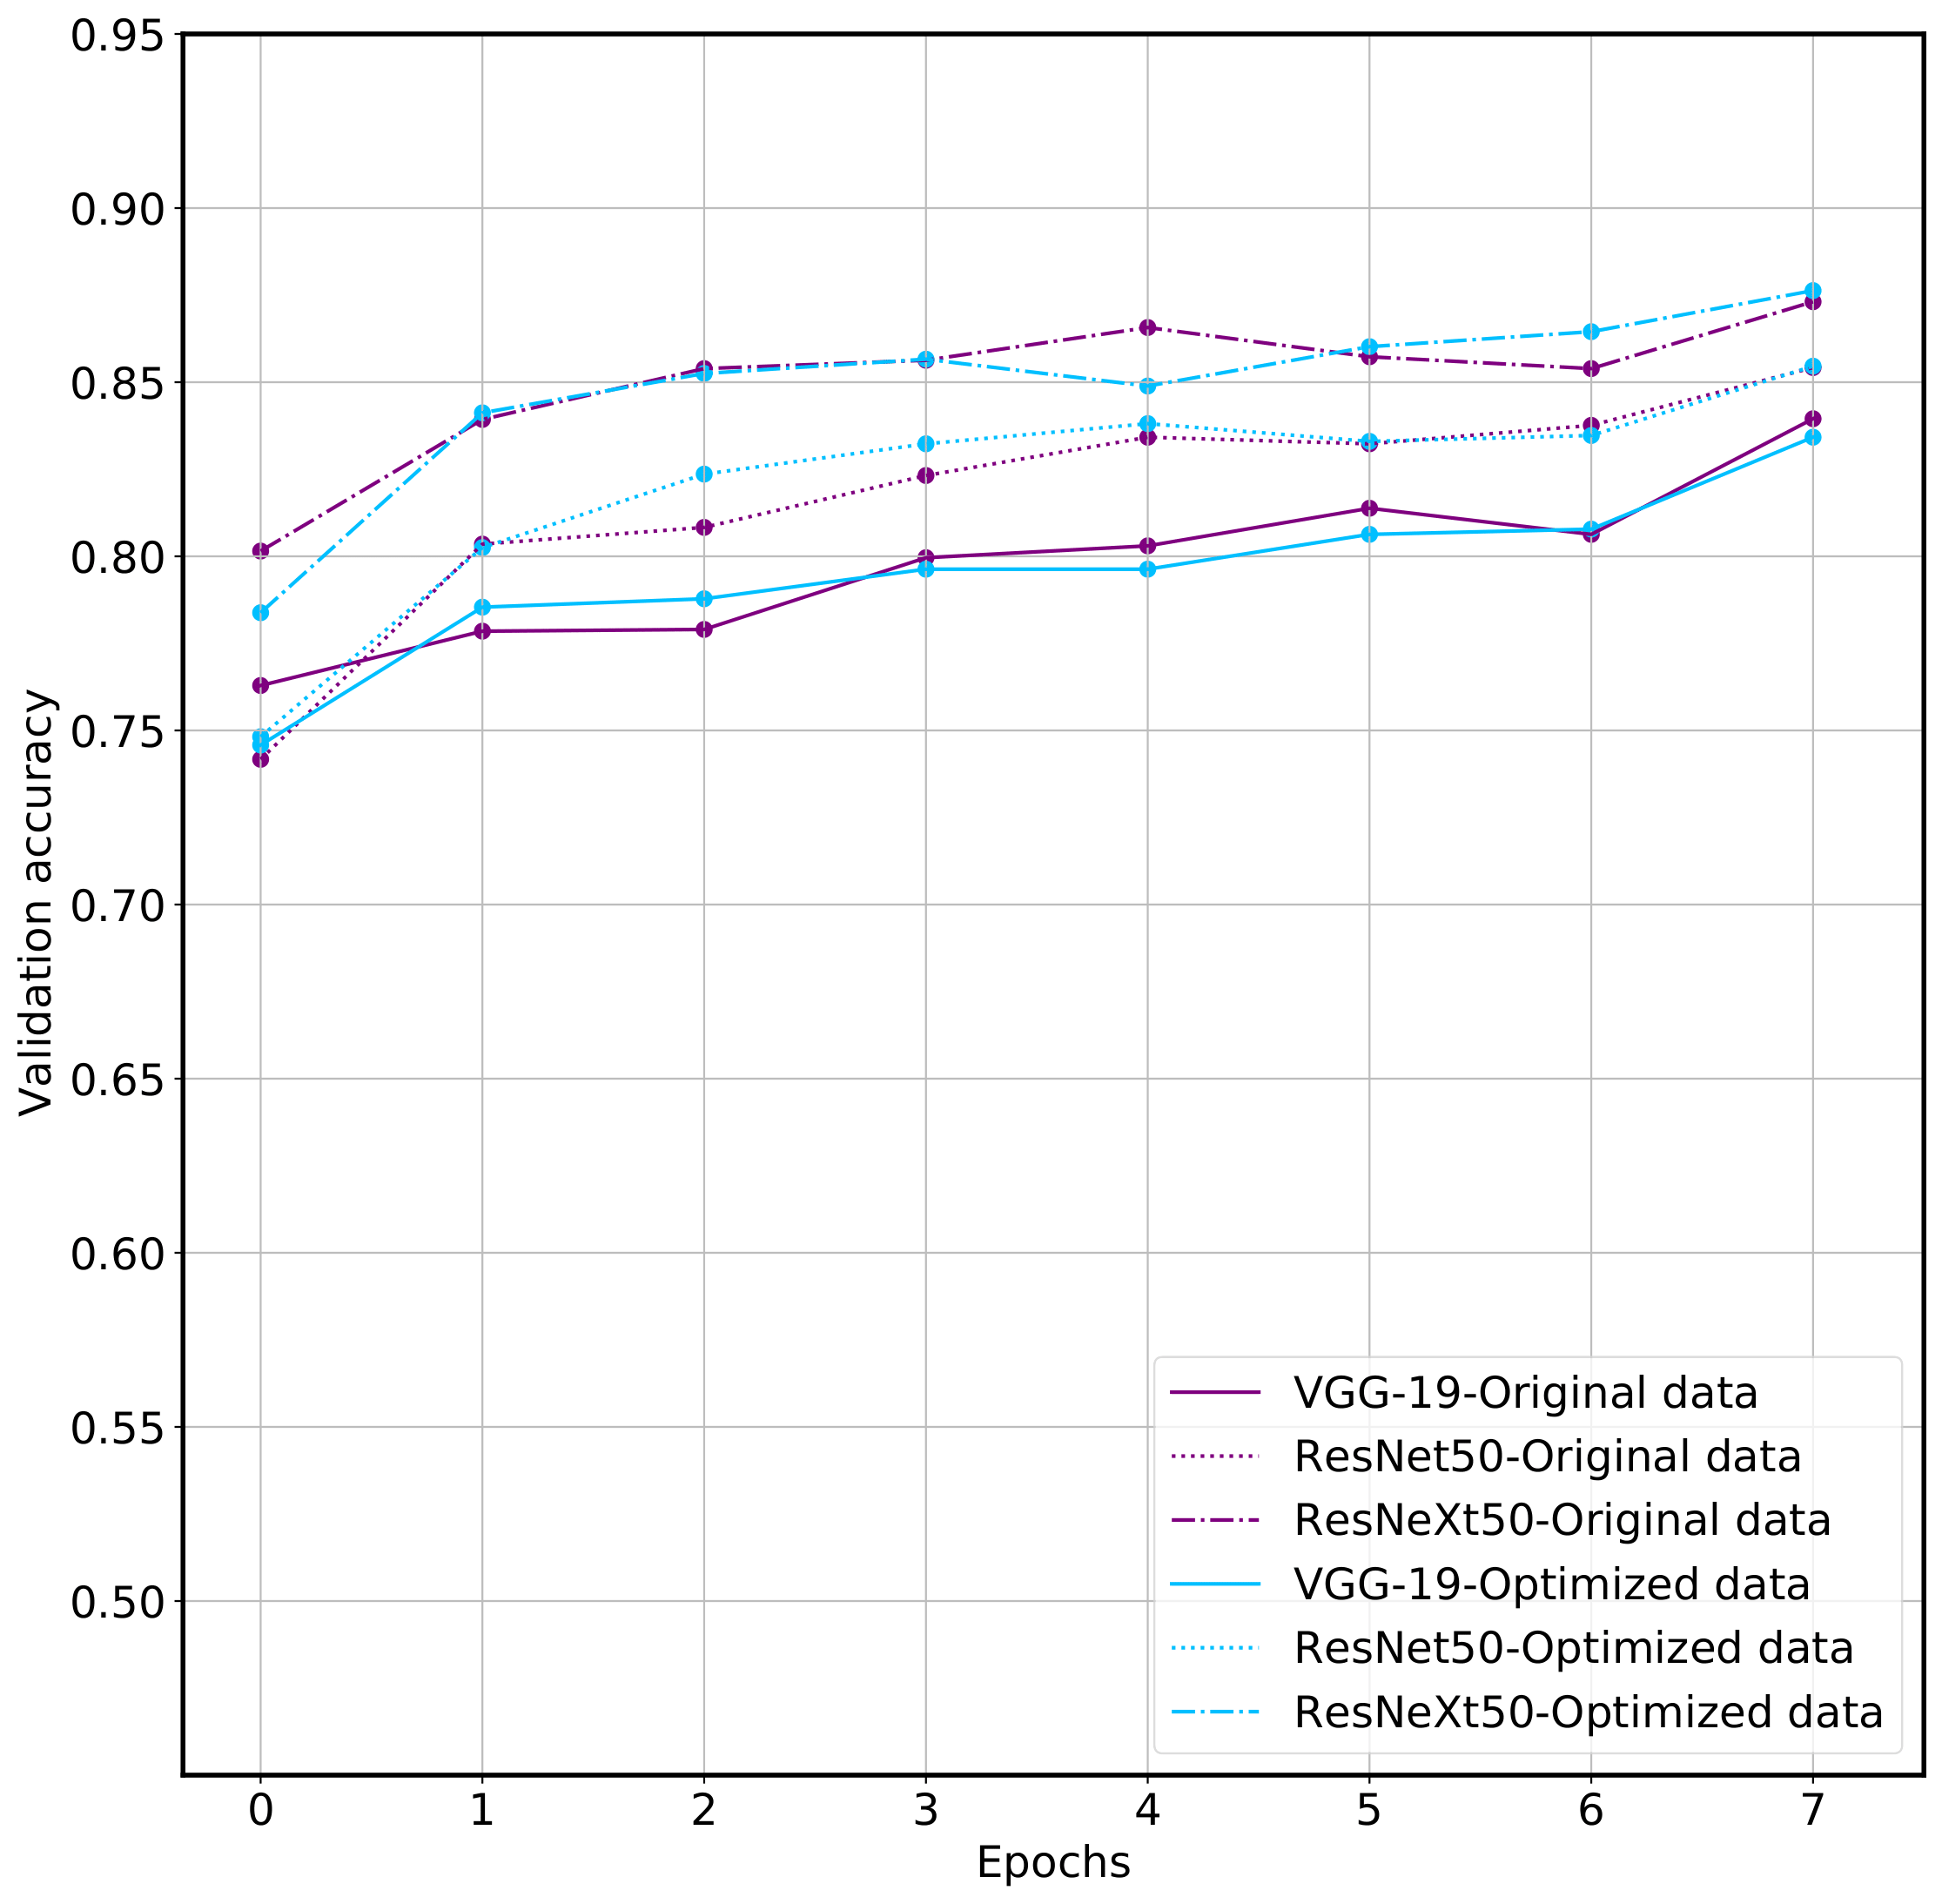 0.95
0.90
0.85
0.80
0.75
0.70
0.65
0.60
0.55
0.50
Validation accuracy
VGG-19-Original data
ResNet50-Original data
ResNeXt50-Original data
VGG-19-Optimized data
ResNet50-Optimized data
ResNeXt50-Optimized data
0 1 2 3 4 5 6 7
Epochs